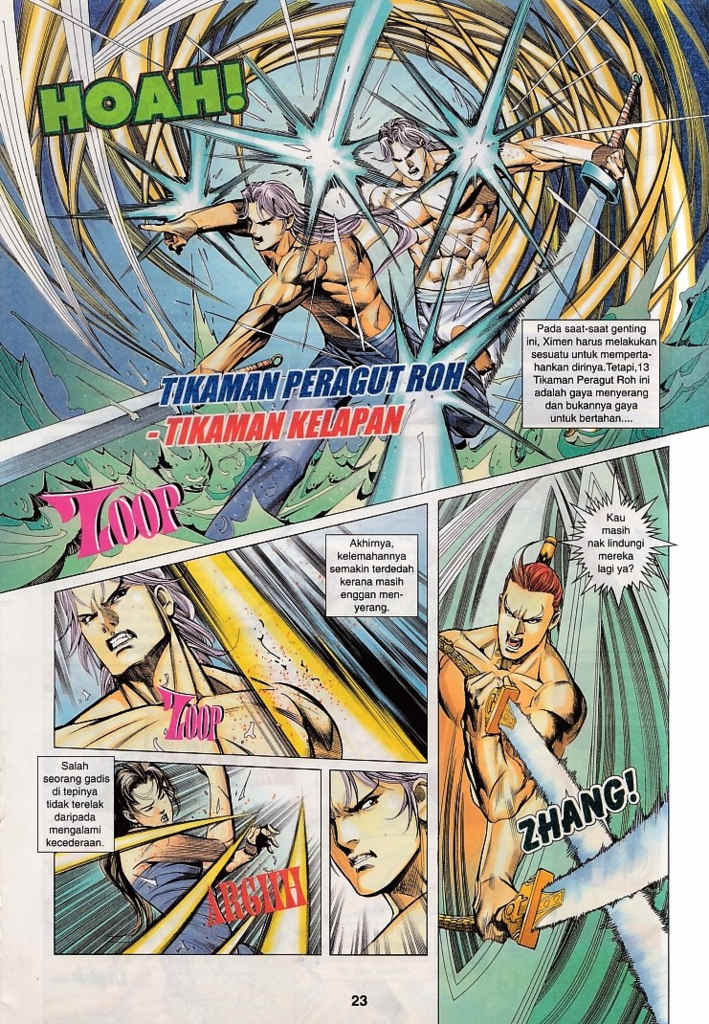 HOAH!
Pada saat-saat genting
ini, Ximen harus melakukan
sesuatu untuk memperta-
hankan dirinya.Tetapi,13
Tikaman Peragut Roh ini
adalah gaya menyerang
dan bukannya gaya
untuk bertahan....
TIKAMAN PERAGUT ROH
- TIKAMAN KELAPAN
ZOOP
Akhirnya,
kelemahannya
semakin terdedah
kerana masih
enggan men-
yerang.
ZOOP
Kau
masih
nak lindungi
mereka
lagi ya?
Salah
seorang gadis
di tepinya
tidak terelak
daripada
mengalami
kecederaan.
ARGHH
ZHANG!
23